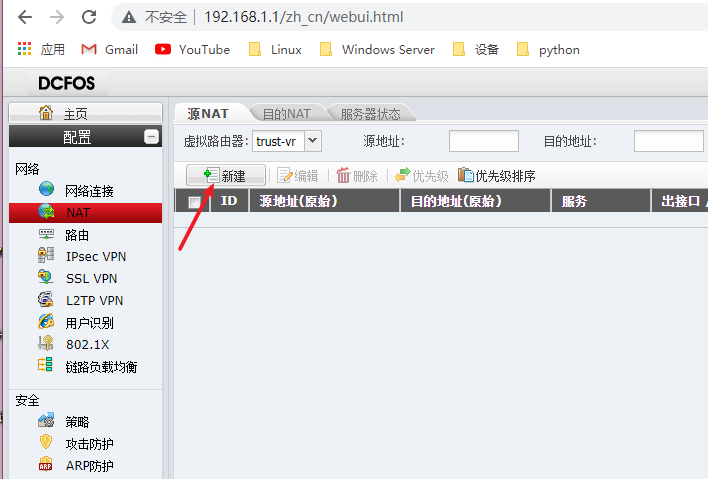 不安全 | 192.168.1.1/zh_cn/webui.html
应用 Gmail YouTube Linux Windows Server 设备 python
DCFOS
主页
配置
网络
网络连接
NAT
路由
IPsec VPN
SSL VPN
L2TP VPN
用户识别
802.1X
链路负载均衡
安全
策略
攻击防护
ARP防护
源NAT 目的NAT 服务器状态
虚拟路由器: trust-vr 源地址: 目的地址:
新建 编辑 删除 优先级 优先级排序
ID 源地址(原始) 目的地址(原始) 服务 出接口 /